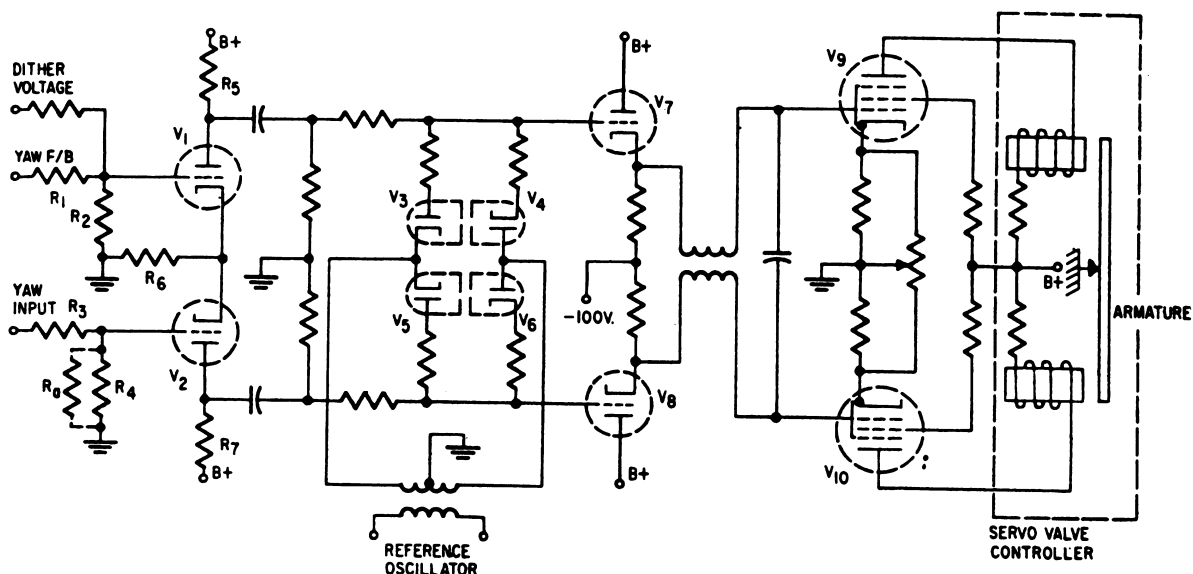 B+
B+
DITHER
VOLTAGE
R5
V9
V1
V7
YAW F/B
R1
R2
V3
V4
R6
YAW
INPUT
R3
B+
-100V.
ARMATURE
V5
V6
V2
Ra
R4
V8
R7
B+
B+
V10
REFERENCE
OSCILLATOR
SERVO VALVE
CONTROLLER